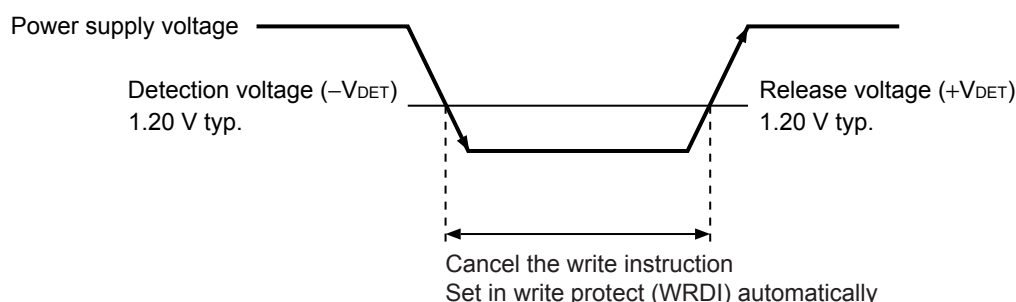 Power supply voltage
Detection voltage (−VDET)
1.20 V typ.
Release voltage (+VDET)
1.20 V typ.
Cancel the write instruction
Set in write protect (WRDI) automatically